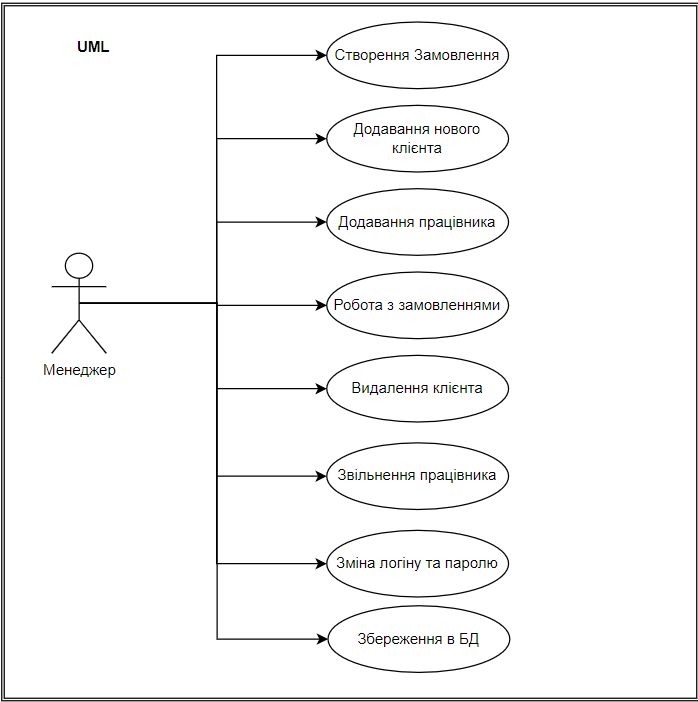 UML
Створення Замовлення
Додавання нового
клієнта
Додавання працівника
Робота з замовленнями
Менеджер
Видалення клієнта
Звільнення працівника
Зміна логіну та паролю
Збереження в БД